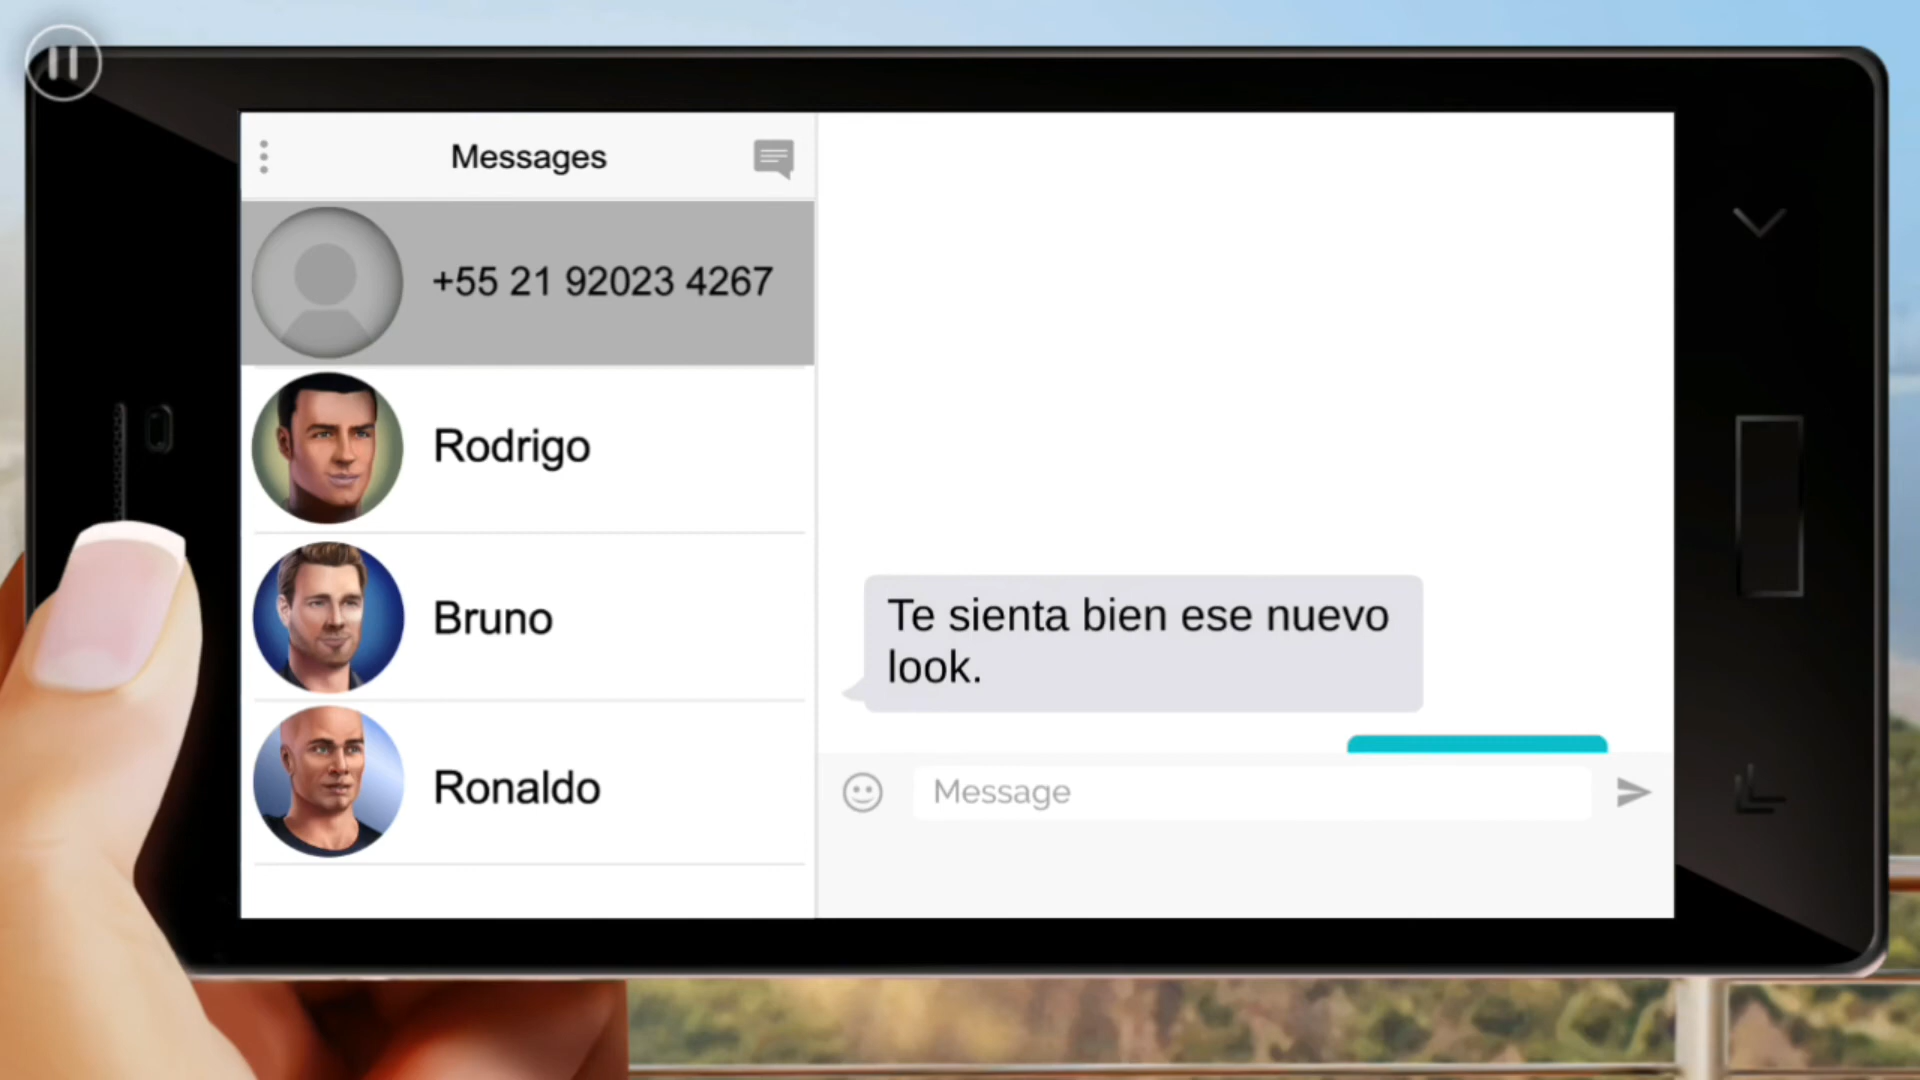 Messages
+55 21 92023 4267
Rodrigo
Bruno
Ronaldo
Te sienta bien ese nuevo
look.
Message